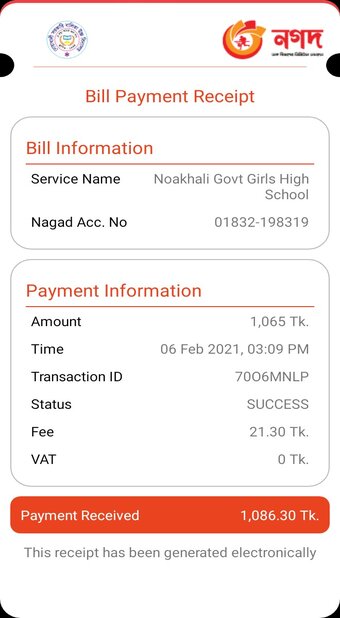 নগদ
Bill Payment Receipt
Bill Information
Service Name Noakhali Govt Girls High
School
Nagad Acc. No 01832-198319
Payment Information
Amount 1,065 Tk.
Time 06 Feb 2021, 03:09 PM
Transaction ID 70O6MNLP
Status SUCCESS
Fee 21.30 Tk.
VAT 0 Tk.
Payment Received 1,086.30 Tk.
This receipt has been generated electronically